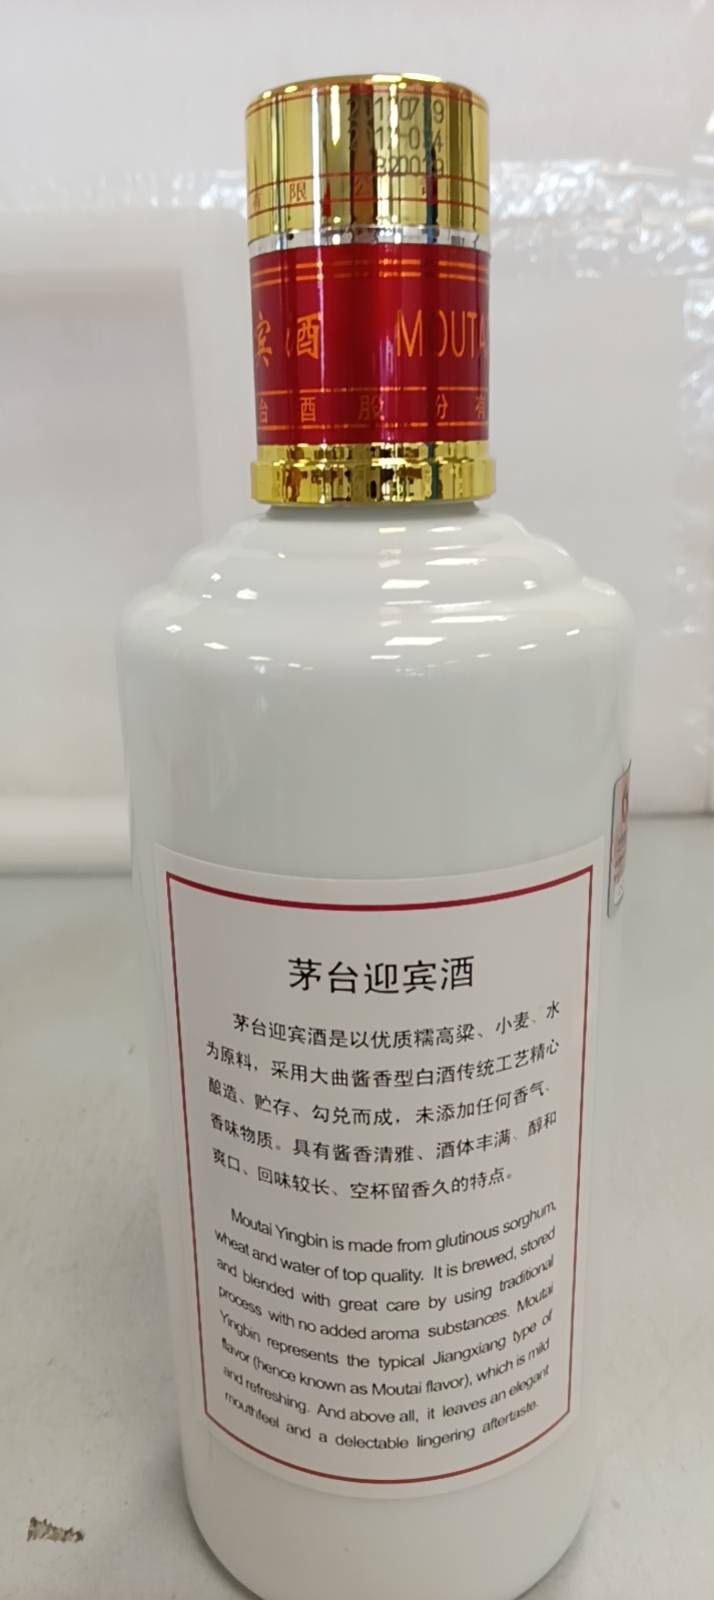 有限公司
宾酒 MOUTA
台酒股份有
茅台迎宾酒
茅台迎宾酒是以优质糯高粱、小麦、水
为原料，采用大曲酱香型白酒传统工艺精心
酿造、贮存、勾兑而成，未添加任何香气、
香味物质。具有酱香清雅、酒体丰满、醇和
爽口、回味较长、空杯留香久的特点。
Moutai Yingbin is made from glutinous sorghum,
wheat and water of top quality. It is brewed, stored
and blended with great care by using traditional
process with no added aroma substances. Moutai
Yingbin represents the typical Jiangxiang type of
flavor (hence known as Moutai flavor), which is mild
and refreshing. And above all, it leaves an elegant
mouthfeel and a delectable lingering aftertaste.